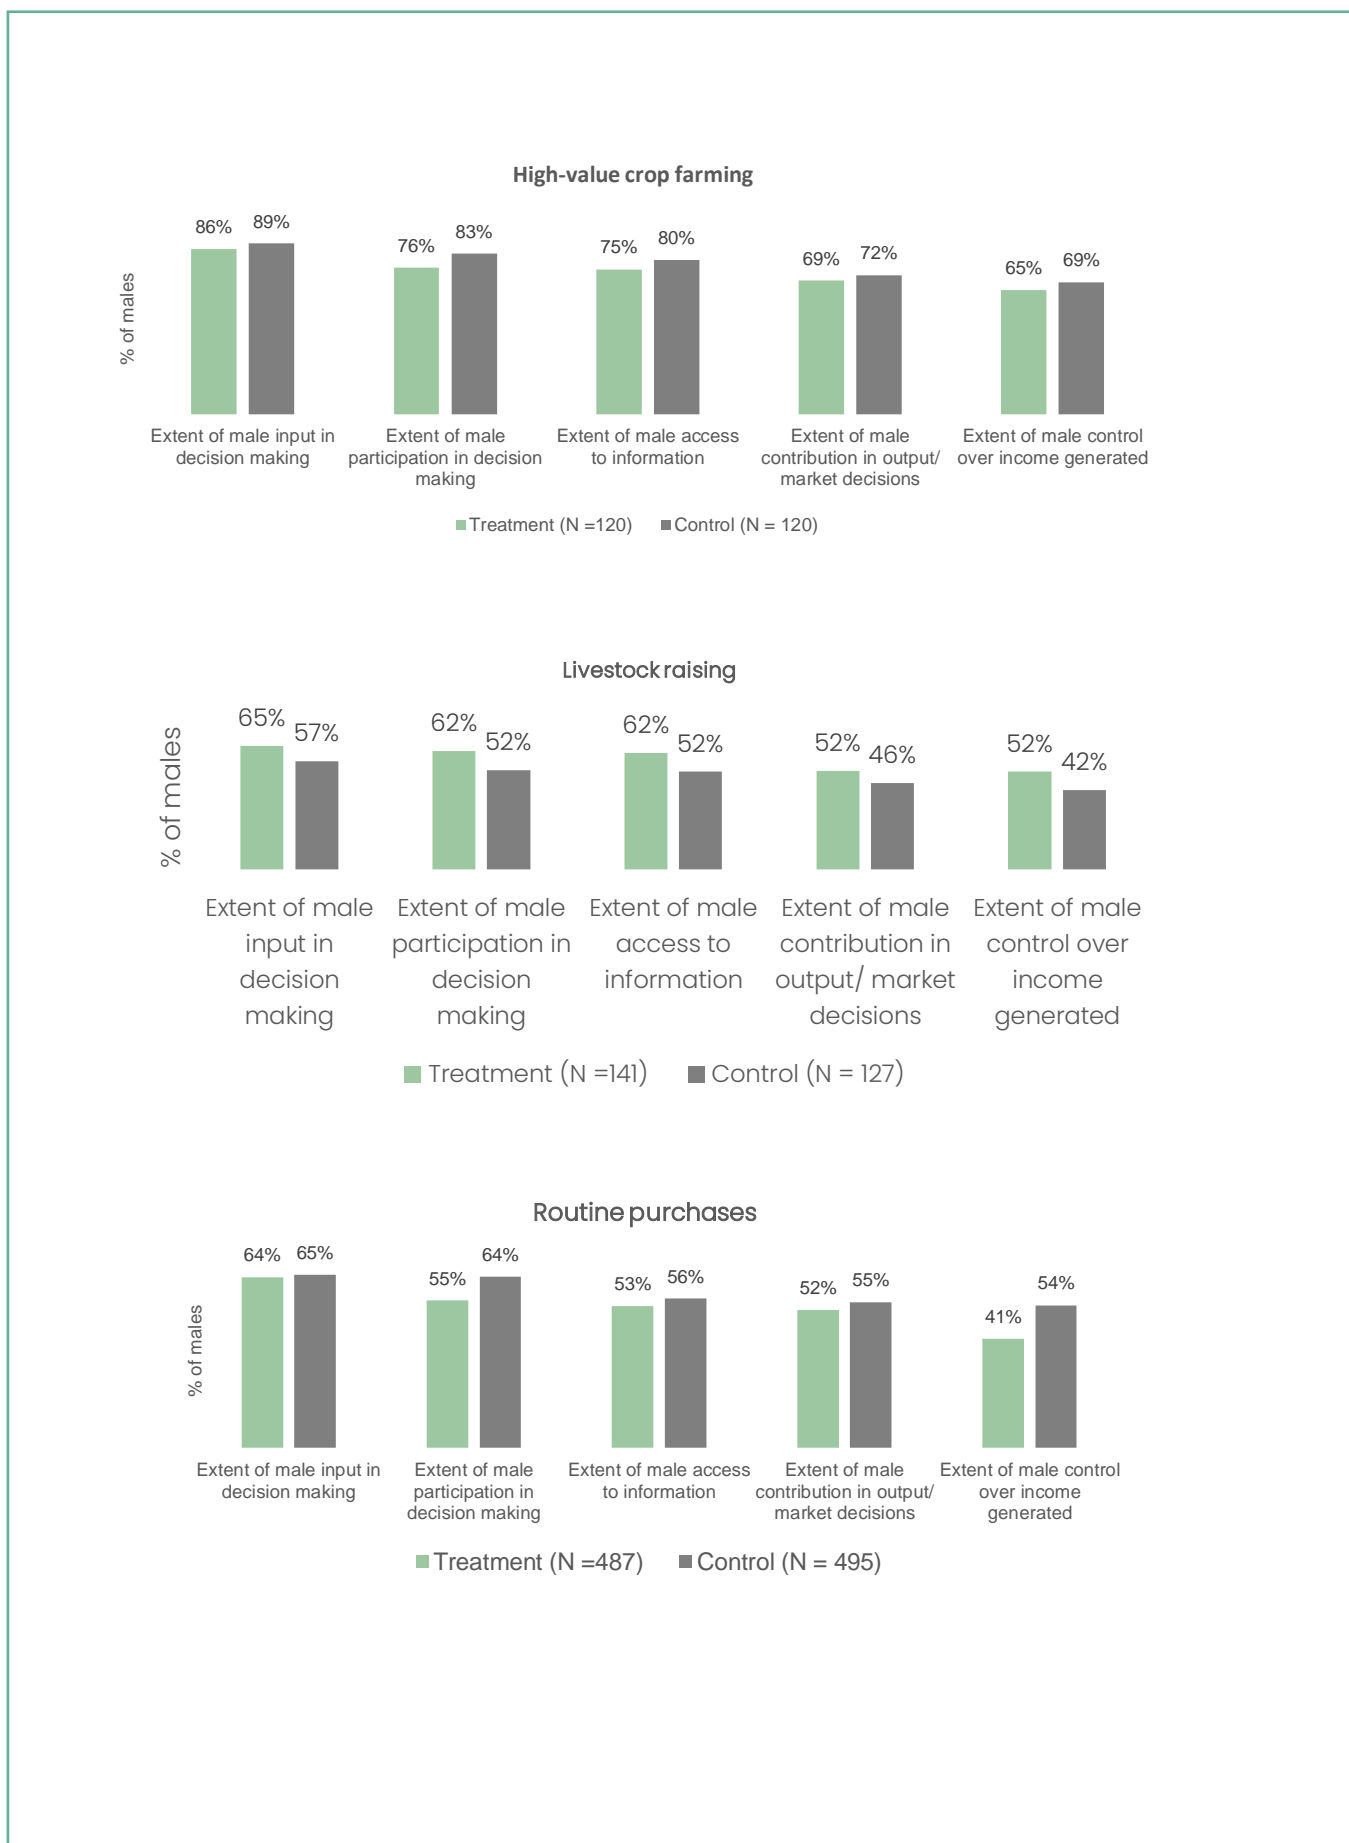 High-value crop farming
% of males
86% 89% 76% 83% 75% 80% 69% 72% 65% 69%
Extent of male input in
decision making
Extent of male
participation in decision
making
Extent of male access
to information
Extent of male
contribution in output/
market decisions
Extent of male control
over income generated
Treatment (N =120) Control (N = 120)
Livestock raising
% of males
65% 57% 62% 52% 62% 52% 52% 46% 52% 42%
Extent of male
input in
decision
making
Extent of male
participation in
decision
making
Extent of male
access to
information
Extent of male
contribution in
output/ market
decisions
Extent of male
control over
income
generated
Treatment (N =141) Control (N = 127)
Routine purchases
% of males
64% 65% 55% 64% 53% 56% 52% 55% 41% 54%
Extent of male input in
decision making
Extent of male
participation in
decision making
Extent of male access
to information
Extent of male
contribution in output/
market decisions
Extent of male control
over income
generated
Treatment (N =487) Control (N = 495)